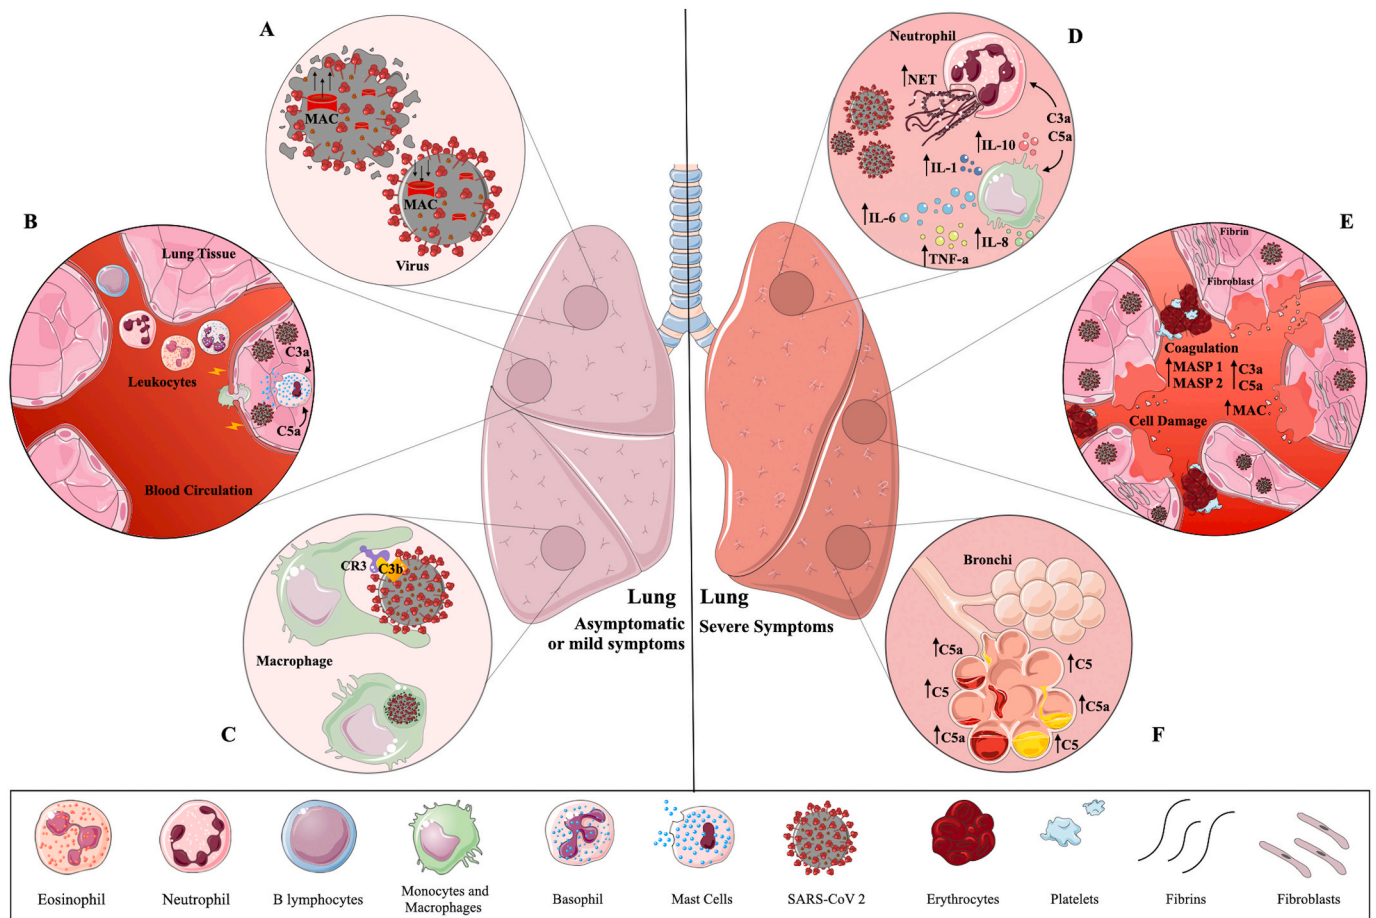 A
MAC
MAC
Virus
B
Lung Tissue
Leukocytes
C3a
C5a
Blood Circulation
CR3
C3b
Macrophage
C
Lung
Asymptomatic
or mild symptoms
Lung
Severe Symptoms
D
Neutrophil
↑NET
C3a
C5a
↑IL-10
↑IL-1
↑IL-6
↑IL-8
↑TNF-a
E
Fibrin
Fibroblast
Coagulation
↑MASP 1
MASP 2
↑C3a
C5a
↑MAC
Cell Damage
Bronchi
↑C5a
↑C5
↑C5
↑C5a
↑C5a
↑C5
F
Eosinophil
Neutrophil
B lymphocytes
Monocytes and
Macrophages
Basophil
Mast Cells
SARS-CoV 2
Erythrocytes
Platelets
Fibrins
Fibroblasts